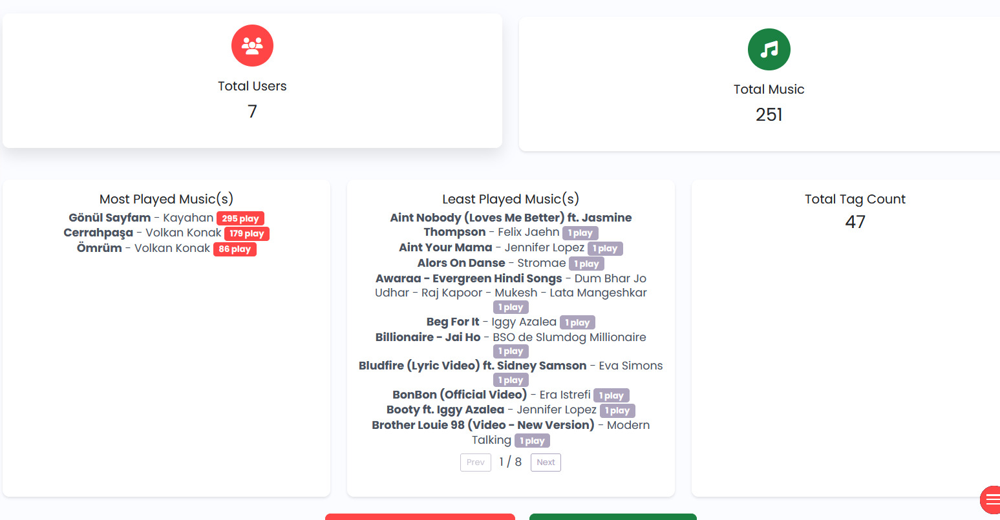 Total Users
7
Total Music
251
Most Played Music(s)
Gönül Sayfam - Kayahan 295 play
Cerrahpaşa - Volkan Konak 179 play
Ömrüm - Volkan Konak 86 play
Least Played Music(s)
Aint Nobody (Loves Me Better) ft. Jasmine
Thompson - Felix Jaehn 1 play
Aint Your Mama - Jennifer Lopez 1 play
Alors On Danse - Stromae 1 play
Awaraa - Evergreen Hindi Songs - Dum Bhar Jo
Udhar - Raj Kapoor - Mukesh - Lata Mangeshkar
1 play
Beg For It - Iggy Azalea 1 play
Billionaire - Jai Ho - BSO de Slumdog Millionaire
1 play
Bludfire (Lyric Video) ft. Sidney Samson - Eva Simons
1 play
BonBon (Official Video) - Era Istrefi 1 play
Booty ft. Iggy Azalea - Jennifer Lopez 1 play
Brother Louie 98 (Video - New Version) - Modern
Talking 1 play
Prev 1 / 8 Next
Total Tag Count
47